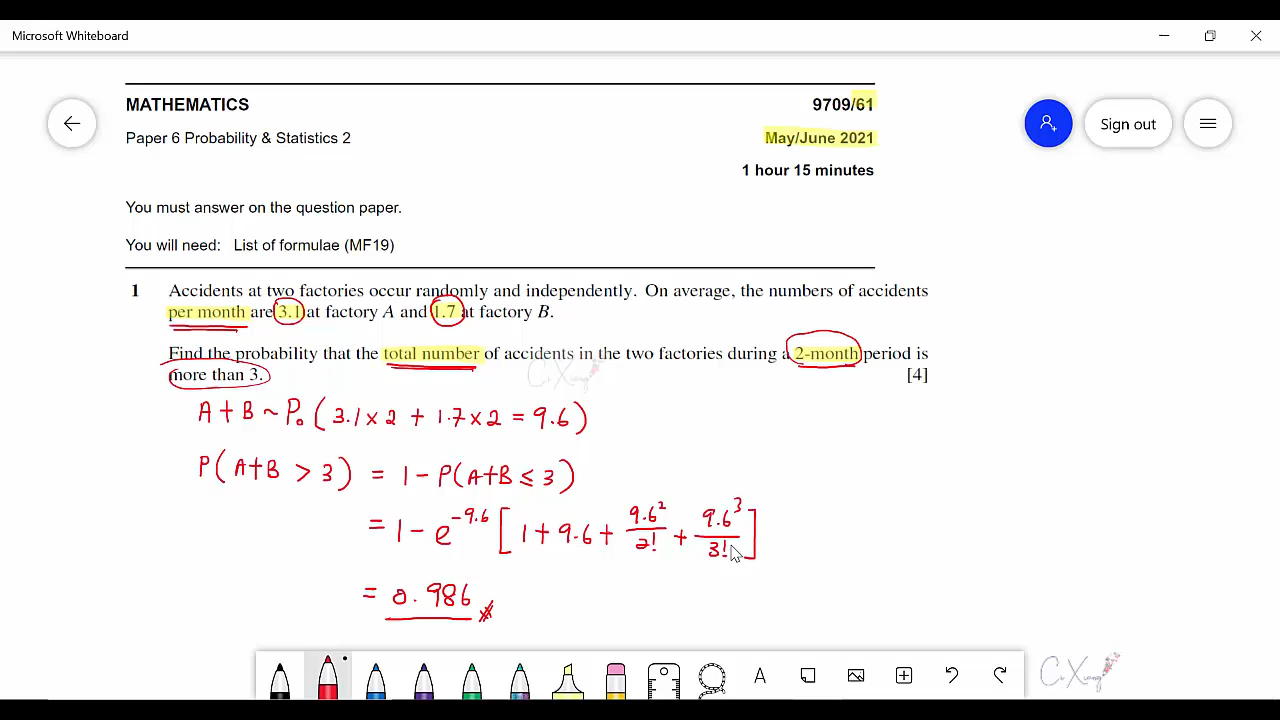 Microsoft Whiteboard
MATHEMATICS 9709/61
Paper 6 Probability & Statistics 2 May/June 2021
1 hour 15 minutes
Sign out
You must answer on the question paper.
You will need: List of formulae (MF19)
1 Accidents at two factories occur randomly and independently. On average, the numbers of accidents
per month are 3.1 at factory A and 1.7 at factory B.
Find the probability that the total number of accidents in the two factories during a 2-month period is
more than 3. [4]
Ci Xiang
A+B ~ Po (3.1×2 + 1.7×2 = 9.6)
P(A+B > 3) = 1 - P(A+B ≤ 3)
= 1 - e^-9.6 [1 + 9.6 + 9.6²/2! + 9.6³/3!]
= 0.986
A
Ci Xiang